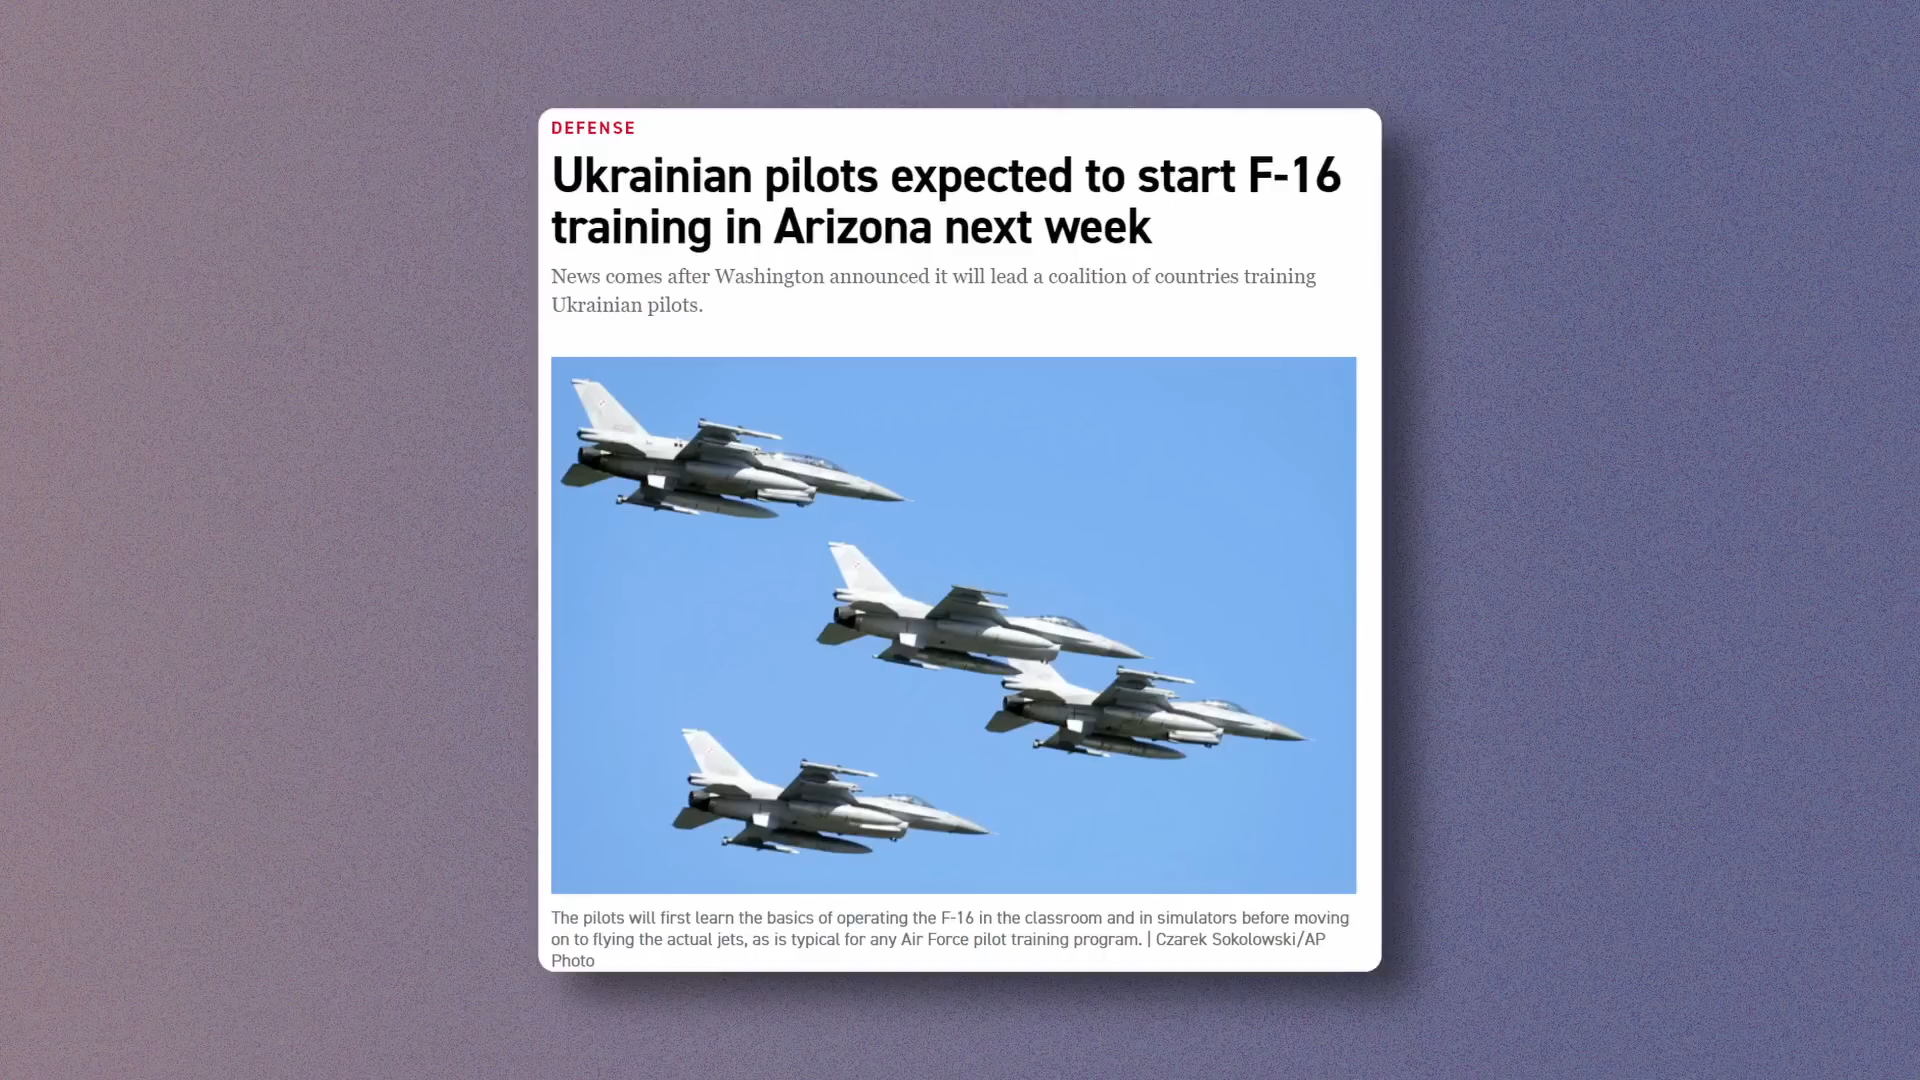 DEFENSE
Ukrainian pilots expected to start F-16
training in Arizona next week
News comes after Washington announced it will lead a coalition of countries training
Ukrainian pilots.
The pilots will first learn the basics of operating the F-16 in the classroom and in simulators before moving
on to flying the actual jets, as is typical for any Air Force pilot training program. | Czarek Sokolowski/AP
Photo